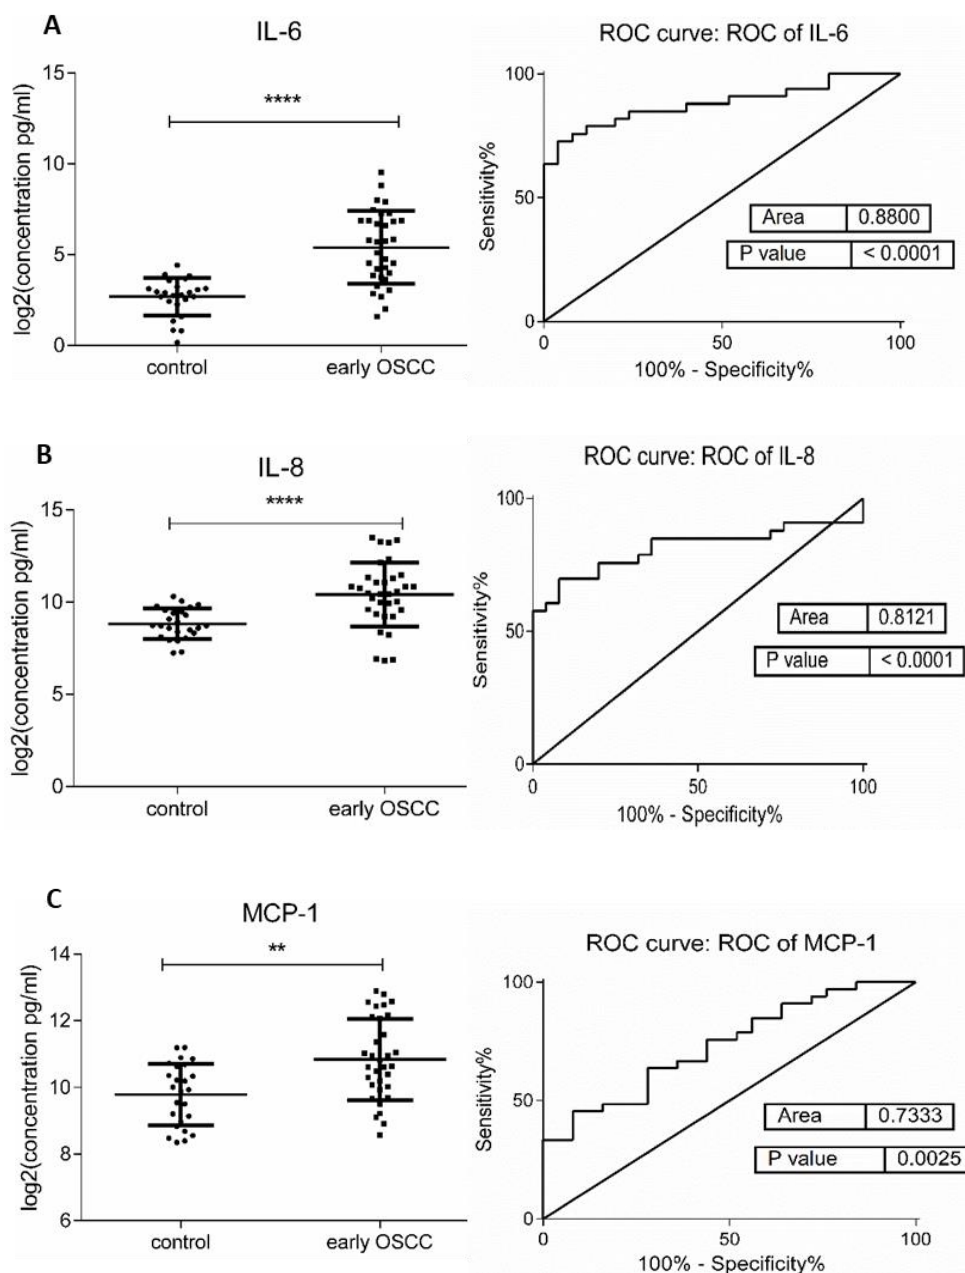 A
IL-6
ROC curve: ROC of IL-6
15
****
10
5
0
log2(concentration pg/ml)
control
early OSCC
100
50
0
Sensitivity%
Area 0.8800
P value < 0.0001
0 50 100
100% - Specificity%
B
IL-8
ROC curve: ROC of IL-8
15
****
10
5
0
log2(concentration pg/ml)
control
early OSCC
100
50
0
Sensitivity%
Area 0.8121
P value < 0.0001
0 50 100
100% - Specificity%
C
MCP-1
ROC curve: ROC of MCP-1
14
**
12
10
8
6
log2(concentration pg/ml)
control
early OSCC
100
50
0
Sensitivity%
Area 0.7333
P value 0.0025
0 50 100
100% - Specificity%